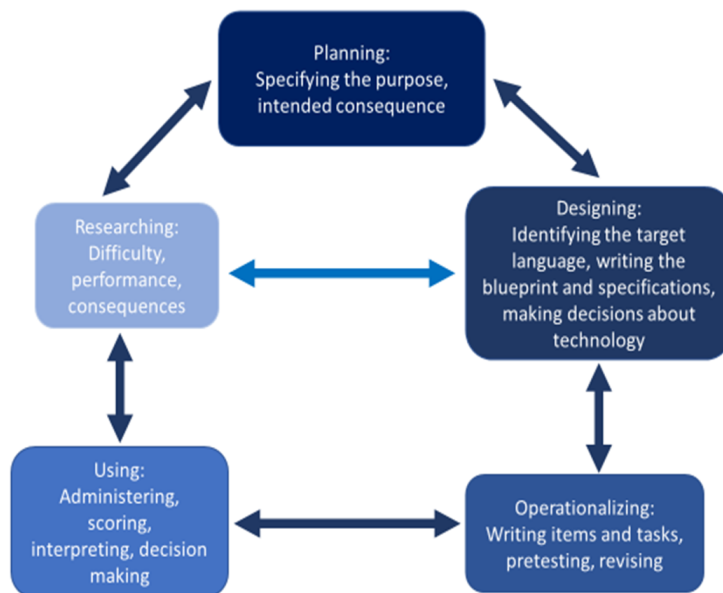 Planning:
Specifying the purpose,
intended consequence
Researching:
Difficulty,
performance,
consequences
Designing:
Identifying the target
language, writing the
blueprint and specifications,
making decisions about
technology
Using:
Administering,
scoring,
interpreting, decision
making
Operationalizing:
Writing items and tasks,
pretesting, revising